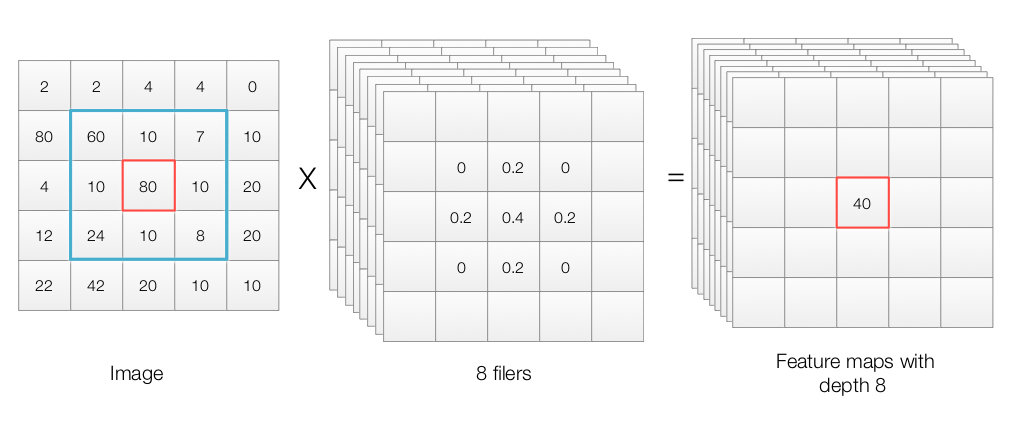 2 2 4 4 0
80 60 10 7 10
4 10 80 10 20
12 24 10 8 20
22 42 20 10 10
Image
X
0 0.2 0
0.2 0.4 0.2
0 0.2 0
8 filers
=
40
Feature maps with
depth 8